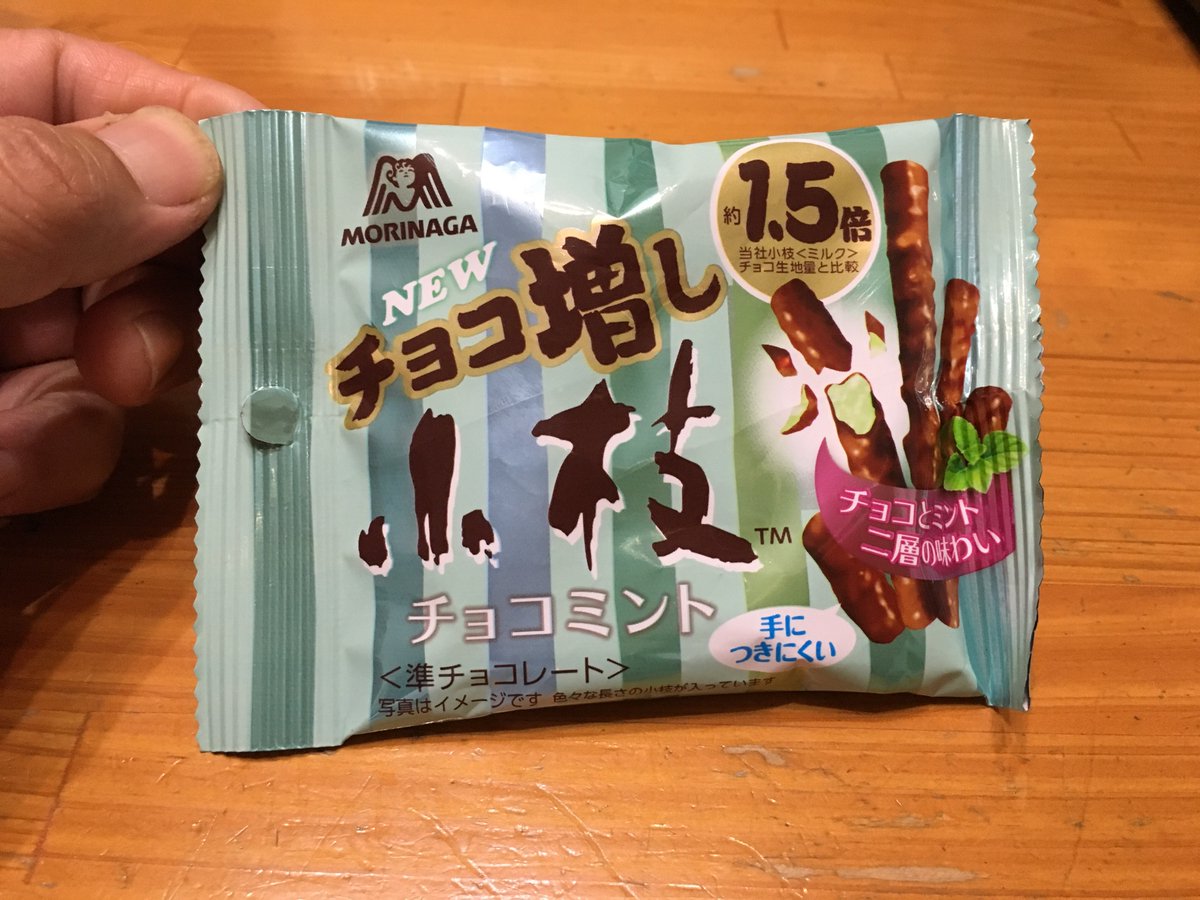 MORINAGA
NEW
チョコ増し
小枝
TM
チョコミント
<準チョコレート>
写真はイメージです 色々な長さの小枝が入っています
約1.5倍
当社小枝<ミルク>
チョコ生地量と比較
チョコとミント
二層の味わい
手に
つきにくい